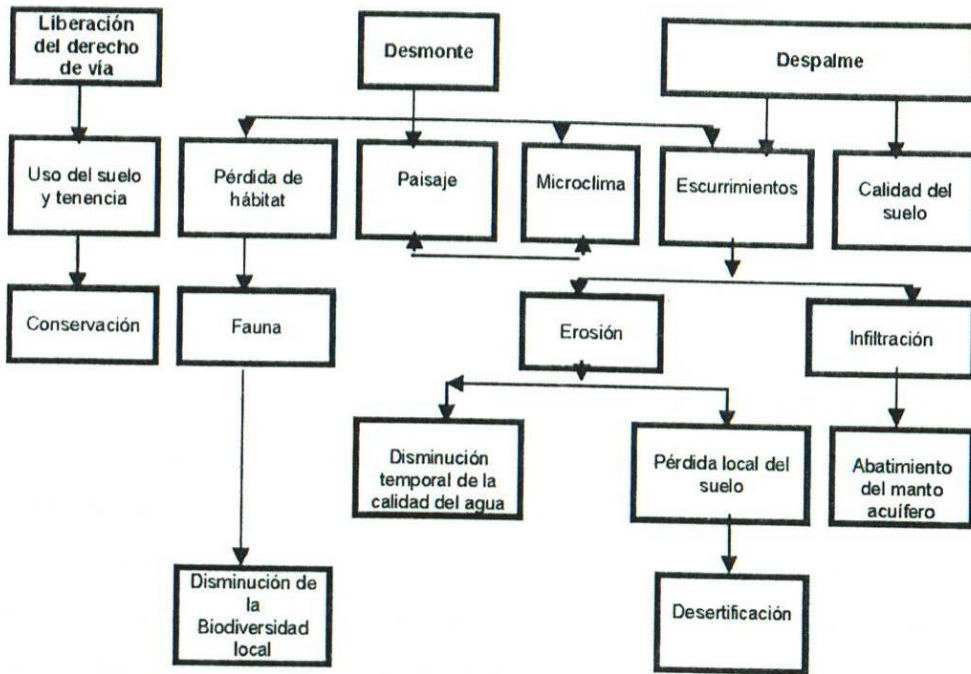 Liberación
del derecho
de vía
Desmonte
Despalme
Uso del suelo
y tenencia
Pérdida de
hábitat
Paisaje
Microclima
Escurrimientos
Calidad del
suelo
Conservación
Fauna
Erosión
Infiltración
Disminución
temporal de la
calidad del agua
Pérdida local del
suelo
Abatimiento
del manto
acuífero
Disminución de
la
Biodiversidad
local
Desertificación